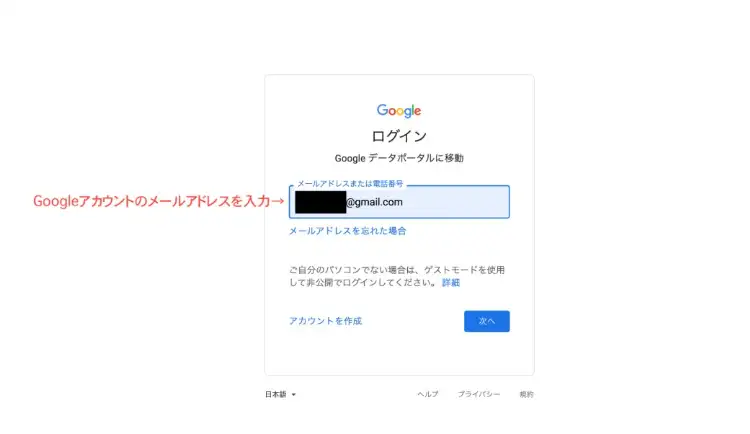 Google
ログイン
Google データポータルに移動
メールアドレスまたは電話番号
Googleアカウントのメールアドレスを入力→
@gmail.com
メールアドレスを忘れた場合
ご自分のパソコンでない場合は、ゲストモードを使用
して非公開でログインしてください。 詳細
アカウントを作成
次へ
日本語
ヘルプ
プライバシー
規約